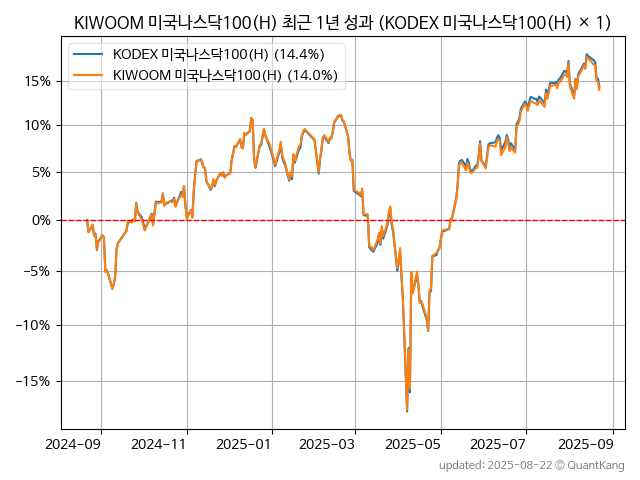 KIWOOM 미국나스닥100(H) 최근 1년 성과 (KODEX 미국나스닥100(H) × 1)
KODEX 미국나스닥100(H) (14.4%)
KIWOOM 미국나스닥100(H) (14.0%)
15%
10%
5%
0%
−5%
−10%
−15%
2024-09 2024-11 2025-01 2025-03 2025-05 2025-07 2025-09
updated: 2025-08-22 © QuantKang